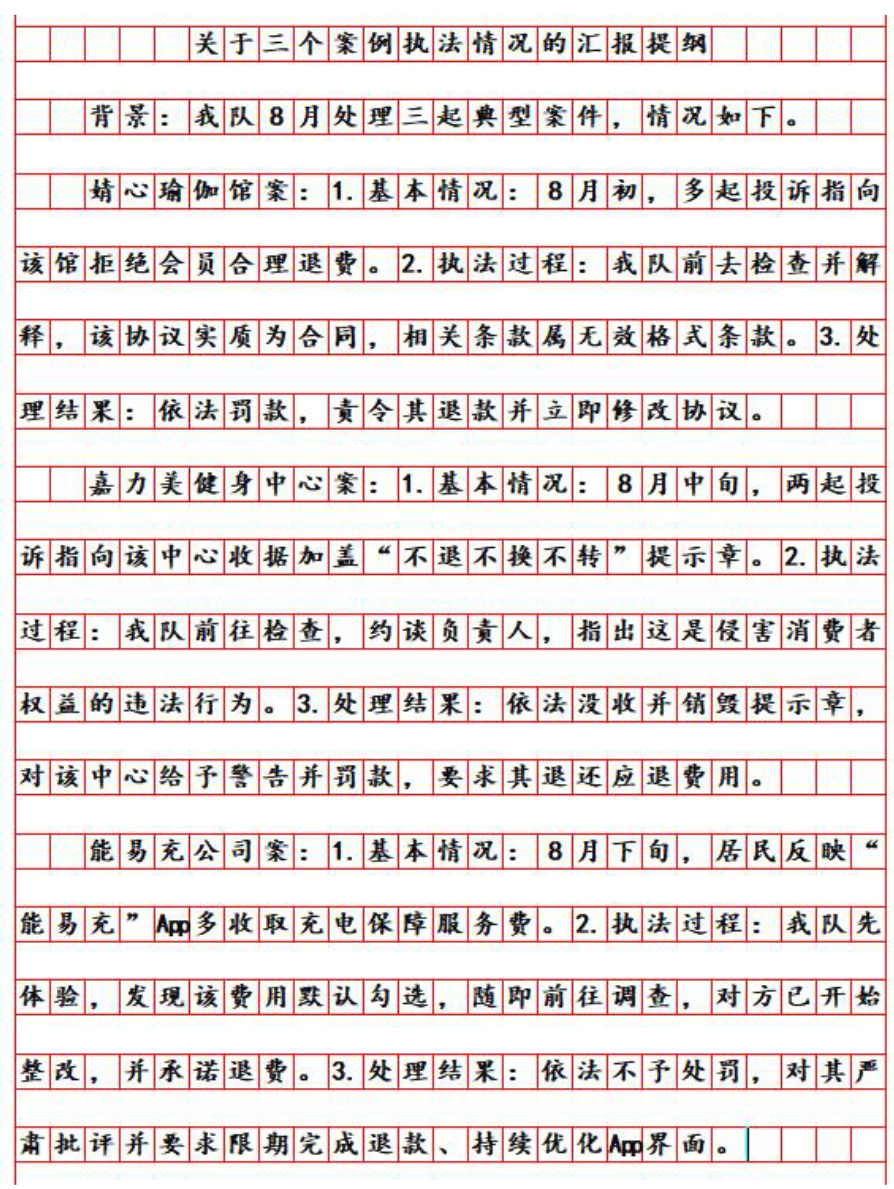 关于三个案例执法情况的汇报提纲
背景：我队8月处理三起典型案件，情况如下。
婧心瑜伽馆案：1.基本情况：8月初，多起投诉指向
该馆拒绝会员合理退费。2.执法过程：我队前去检查并解
释，该协议实质为合同，相关条款属无效格式条款。3.处
理结果：依法罚款，责令其退款并立即修改协议。
嘉力美健身中心案：1.基本情况：8月中旬，两起投
诉指向该中心收据加盖“不退不换不转”提示章。2.执法
过程：我队前往检查，约谈负责人，指出这是侵害消费者
权益的违法行为。3.处理结果：依法没收并销毁提示章，
对该中心给予警告并罚款，要求其退还应退费用。
能易充公司案：1.基本情况：8月下旬，居民反映“
能易充”App多收取充电保障服务费。2.执法过程：我队先
体验，发现该费用默认勾选，随即前往调查，对方已开始
整改，并承诺退费。3.处理结果：依法不予处罚，对其严
肃批评并要求限期完成退款、持续优化App界面。